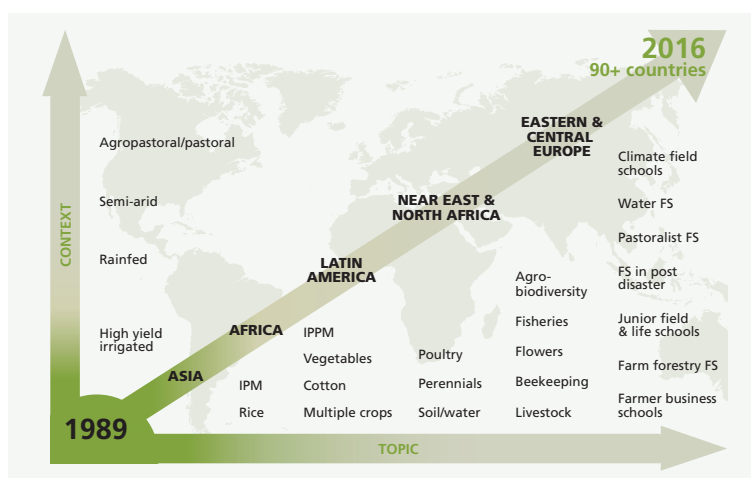 2016
90+ countries
CONTEXT
Agropastoral/pastoral
Semi-arid
Rainfed
High yield
irrigated
1989
ASIA
AFRICA
LATIN
AMERICA
NEAR EAST &
NORTH AFRICA
EASTERN &
CENTRAL
EUROPE
IPM
Rice
IPPM
Vegetables
Cotton
Multiple crops
Poultry
Perennials
Soil/water
Agro-
biodiversity
Fisheries
Flowers
Beekeeping
Livestock
Climate field
schools
Water FS
Pastoralist FS
FS in post
disaster
Junior field
& life schools
Farm forestry FS
Farmer business
schools
TOPIC